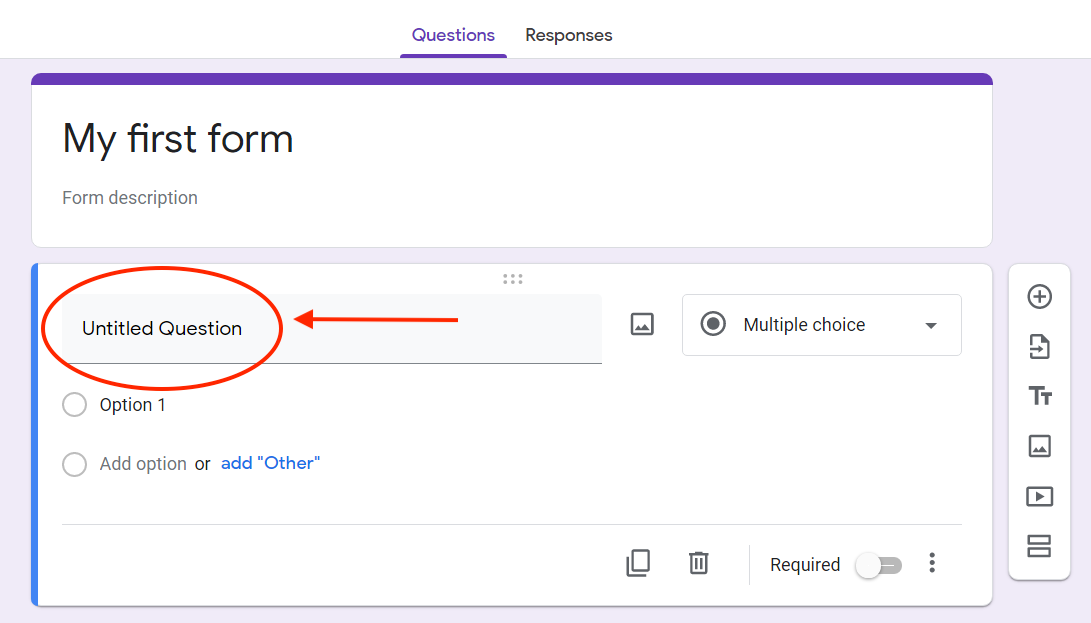 Questions Responses
My first form
Form description
Untitled Question
Multiple choice
Option 1
Add option or add "Other"
Required